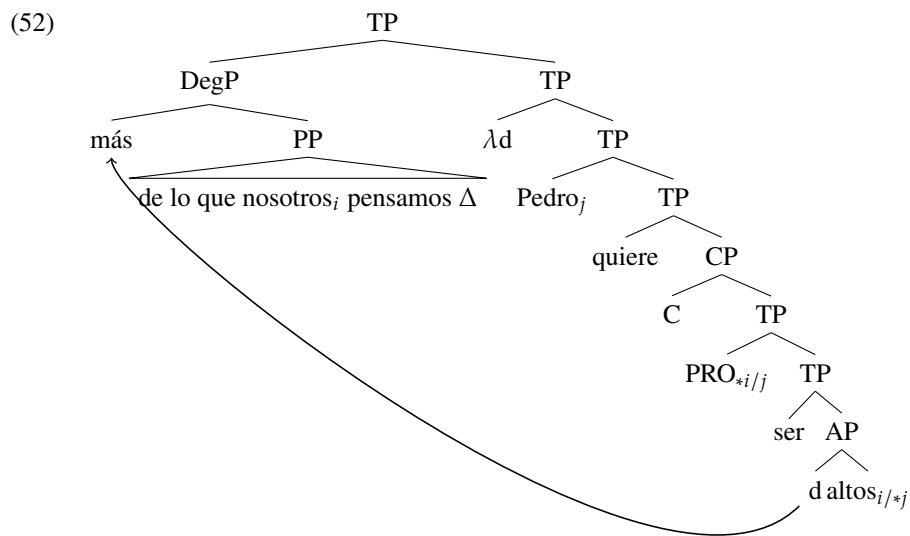 (52) TP
DegP TP
más PP λd TP
de lo que nosotros_i pensamos Δ Pedro_j TP
quiere CP
C TP
PRO_{*i/j} TP
ser AP
d altos_{i/*j}